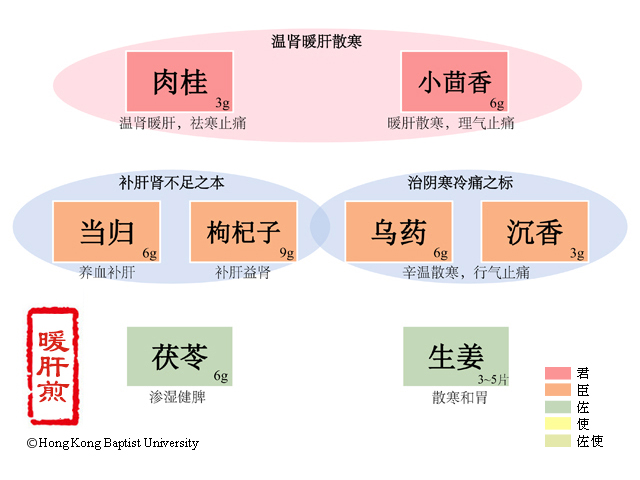 温肾暖肝散寒
肉桂
3g
小茴香
6g
温肾暖肝，祛寒止痛
暖肝散寒，理气止痛
补肝肾不足之本
治阴寒冷痛之标
当归
6g
枸杞子
9g
乌药
6g
沉香
3g
养血补肝
补肝益肾
辛温散寒，行气止痛
茯苓
6g
生姜
3~5片
渗湿健脾
散寒和胃
暖肝煎
君
臣
佐
使
佐使
©Hong Kong Baptist University